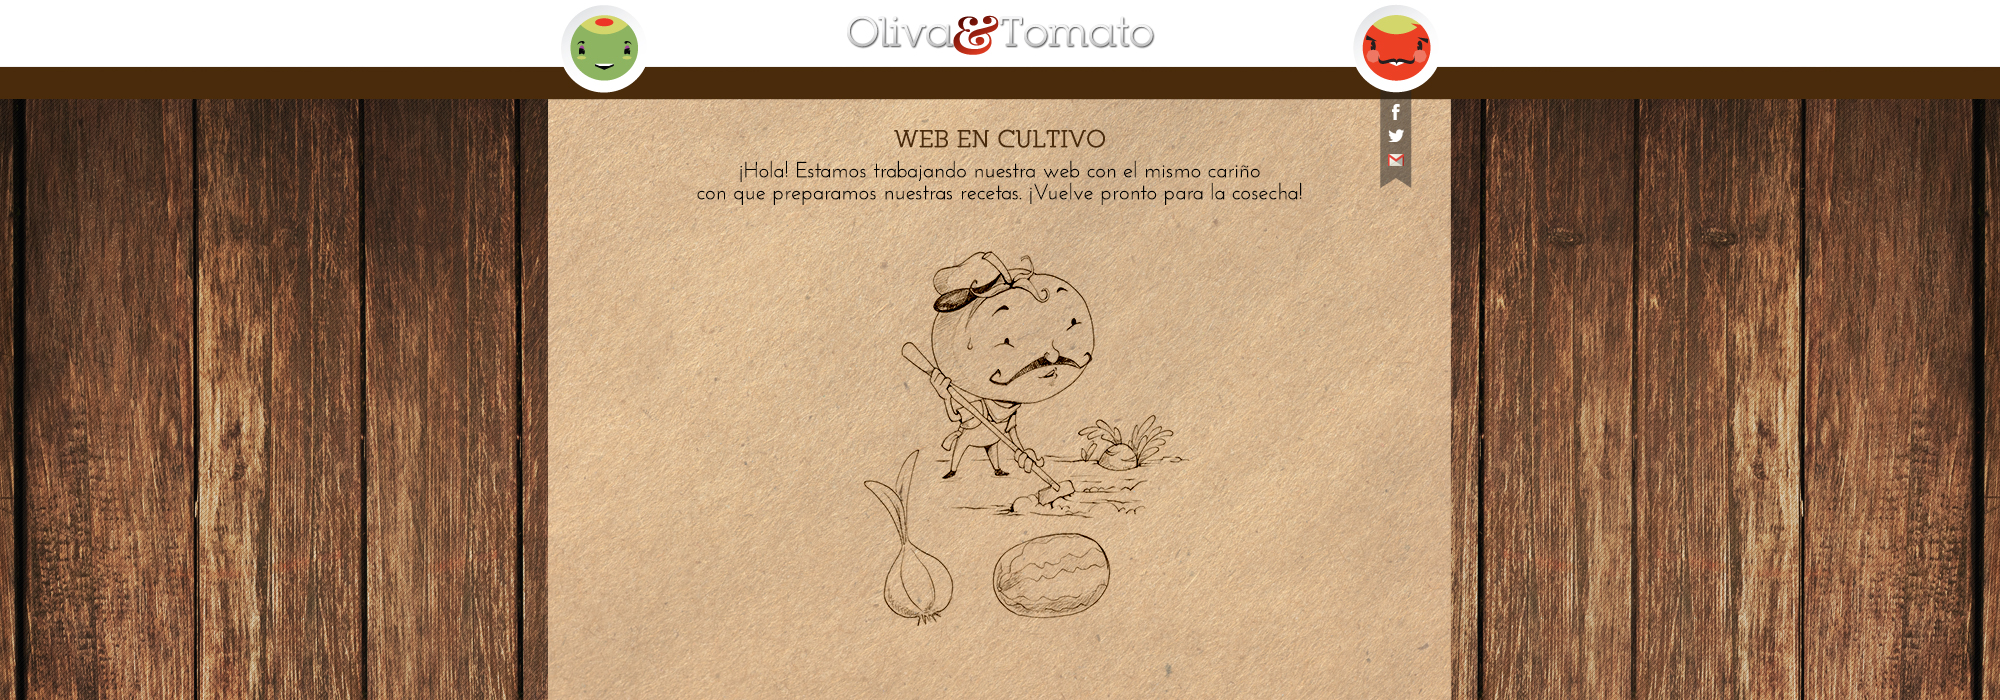 Oliva&Tomato
WEB EN CULTIVO
¡Hola! Estamos trabajando nuestra web con el mismo cariño
con que preparamos nuestras recetas. ¡Vuelve pronto para la cosecha!